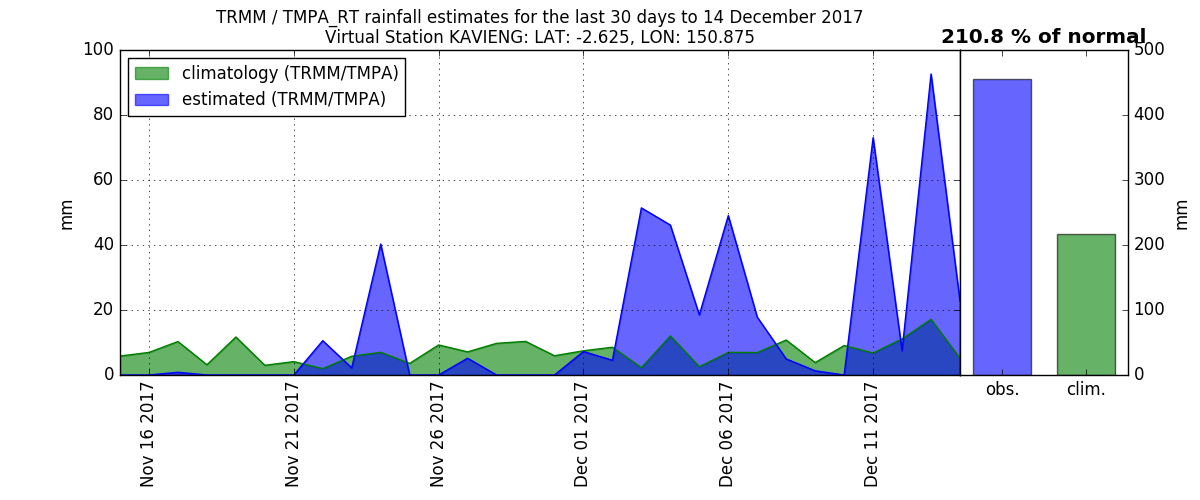 TRMM / TMPA_RT rainfall estimates for the last 30 days to 14 December 2017
Virtual Station KAVIENG: LAT: -2.625, LON: 150.875
210.8 % of normal
climatology (TRMM/TMPA)
estimated (TRMM/TMPA)
mm
100
80
60
40
20
0
Nov 16 2017
Nov 21 2017
Nov 26 2017
Dec 01 2017
Dec 06 2017
Dec 11 2017
obs.
clim.
500
400
300
200
100
0
mm